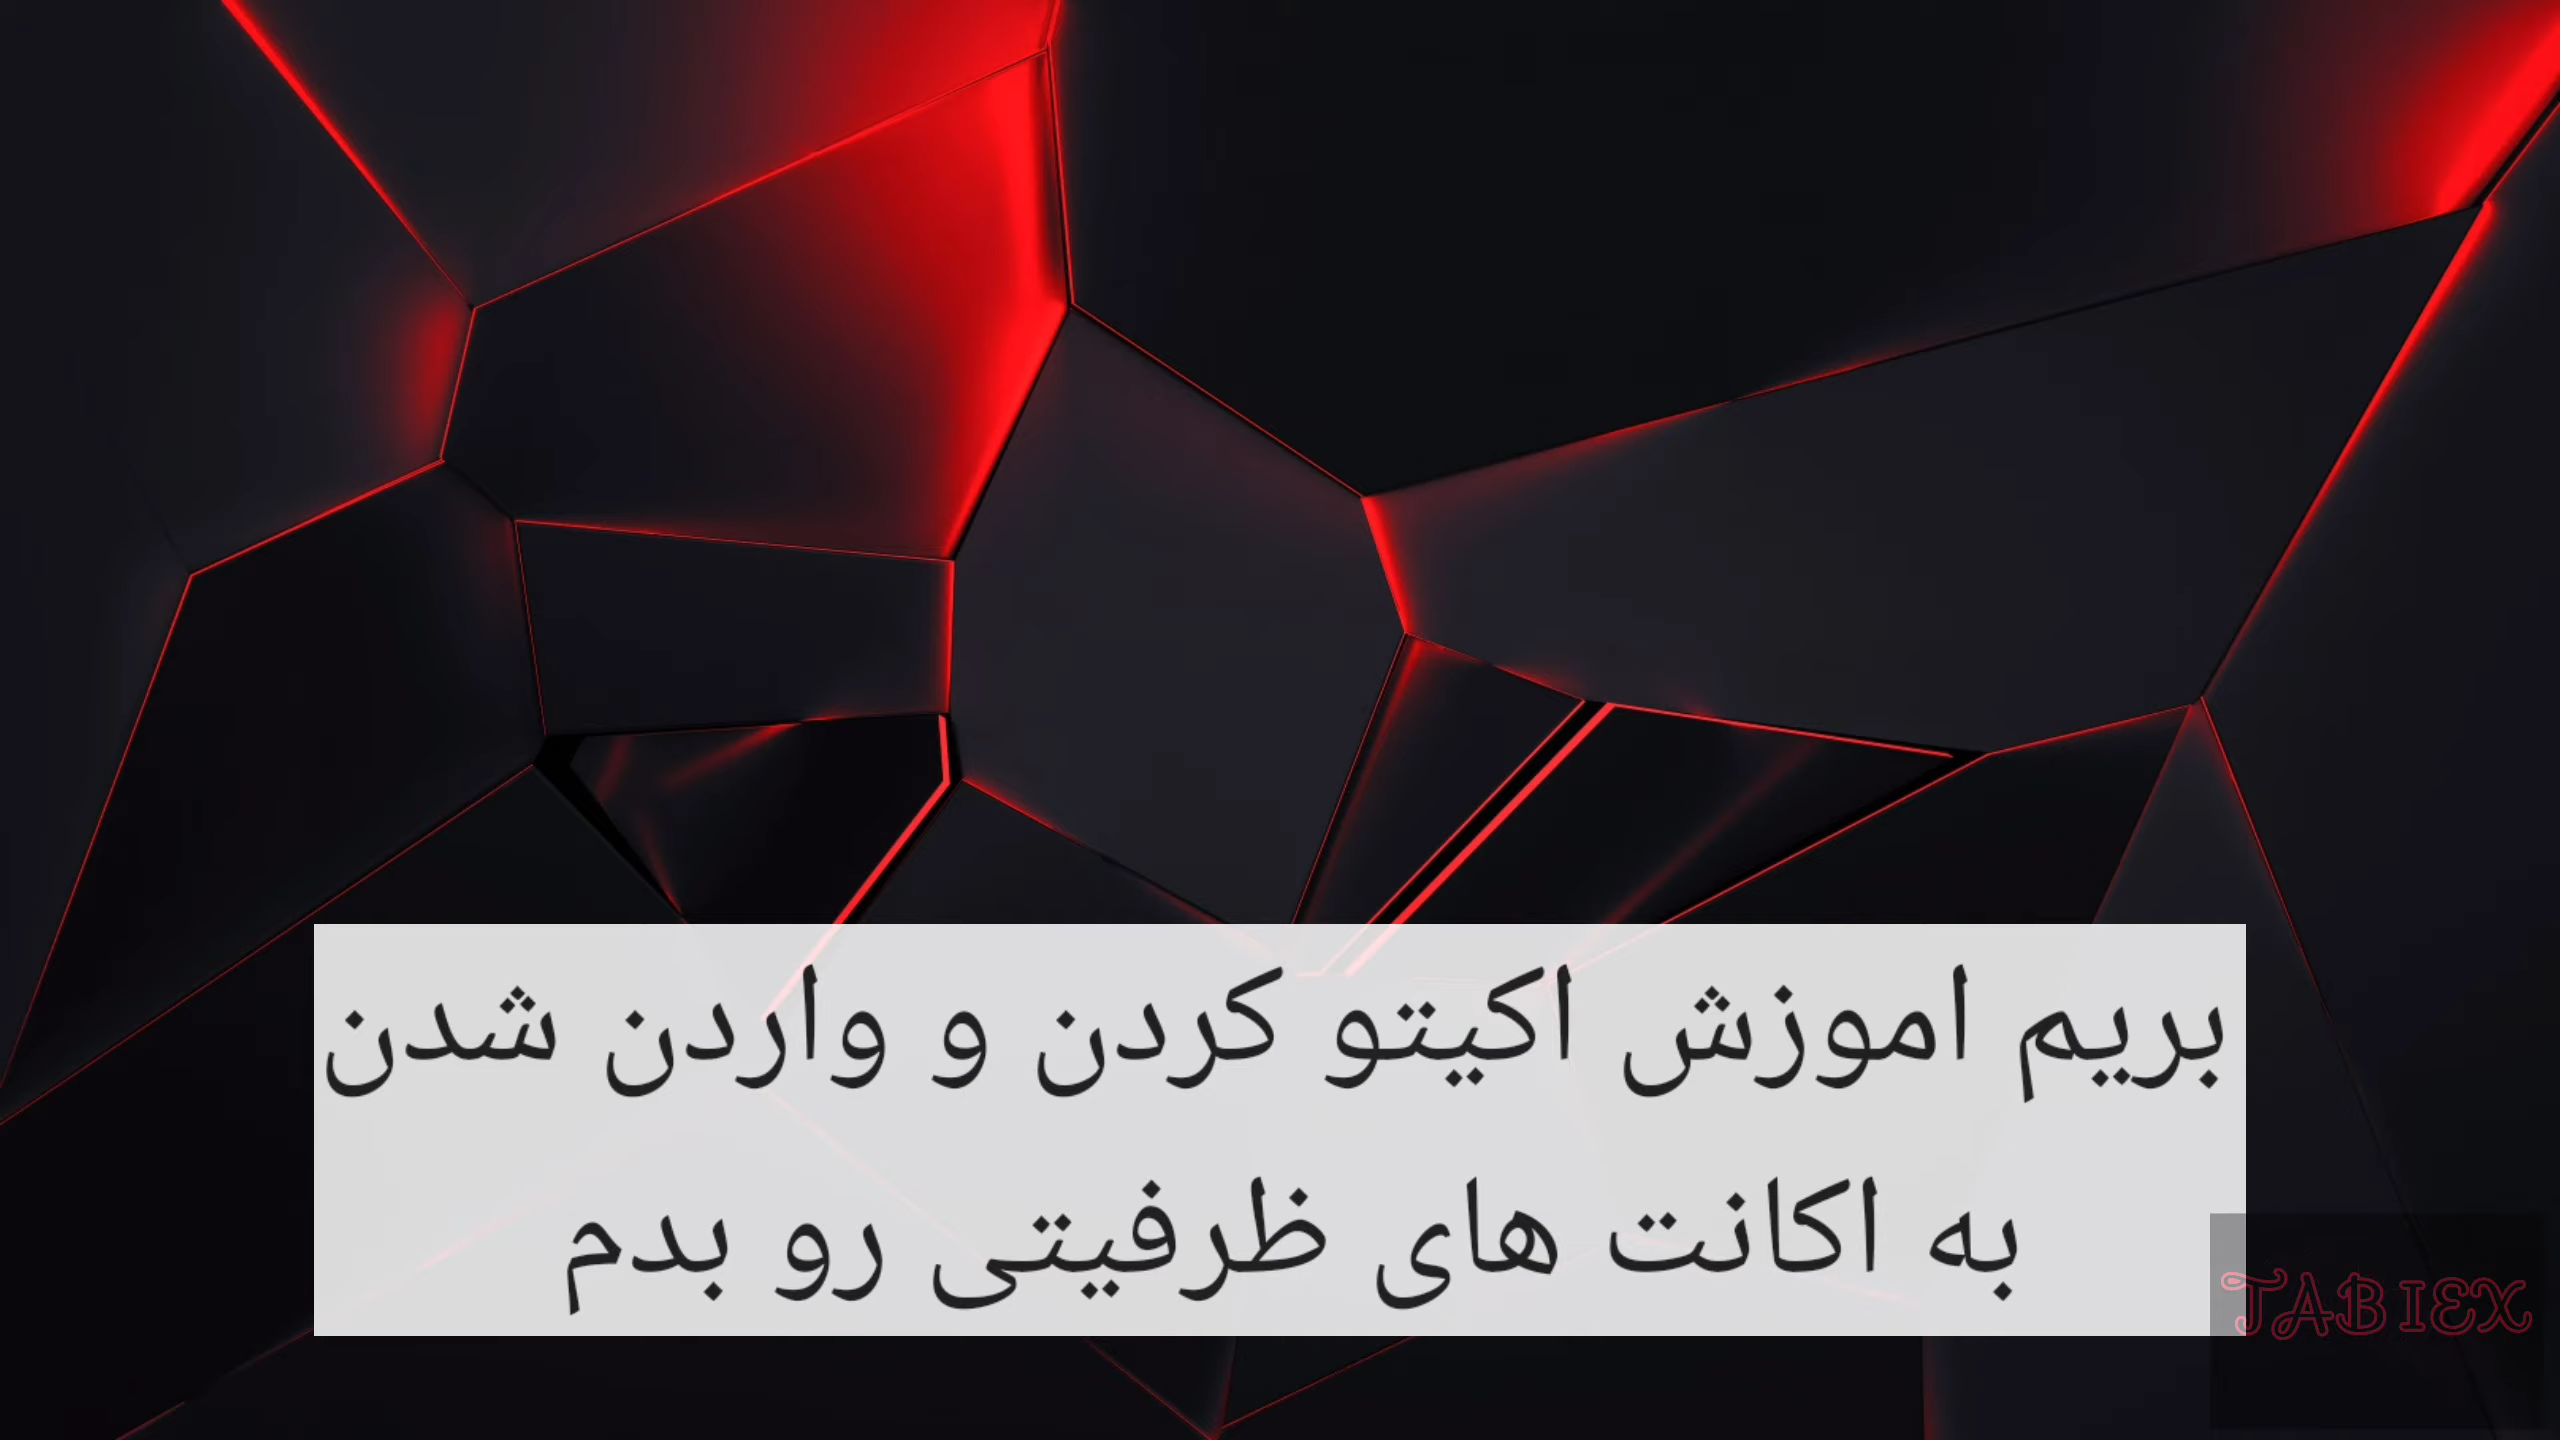 بریم اموزش اکیتو کردن و واردن شدن
به اکانت های ظرفیتی رو بدم
TABIEX